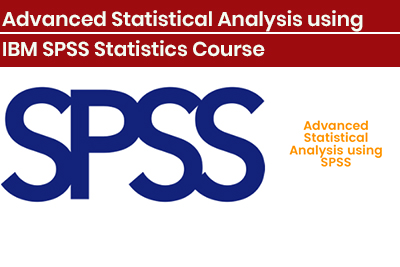 Advanced Statistical Analysis using
IBM SPSS Statistics Course
SPSS
Advanced
Statistical
Analysis using
SPSS